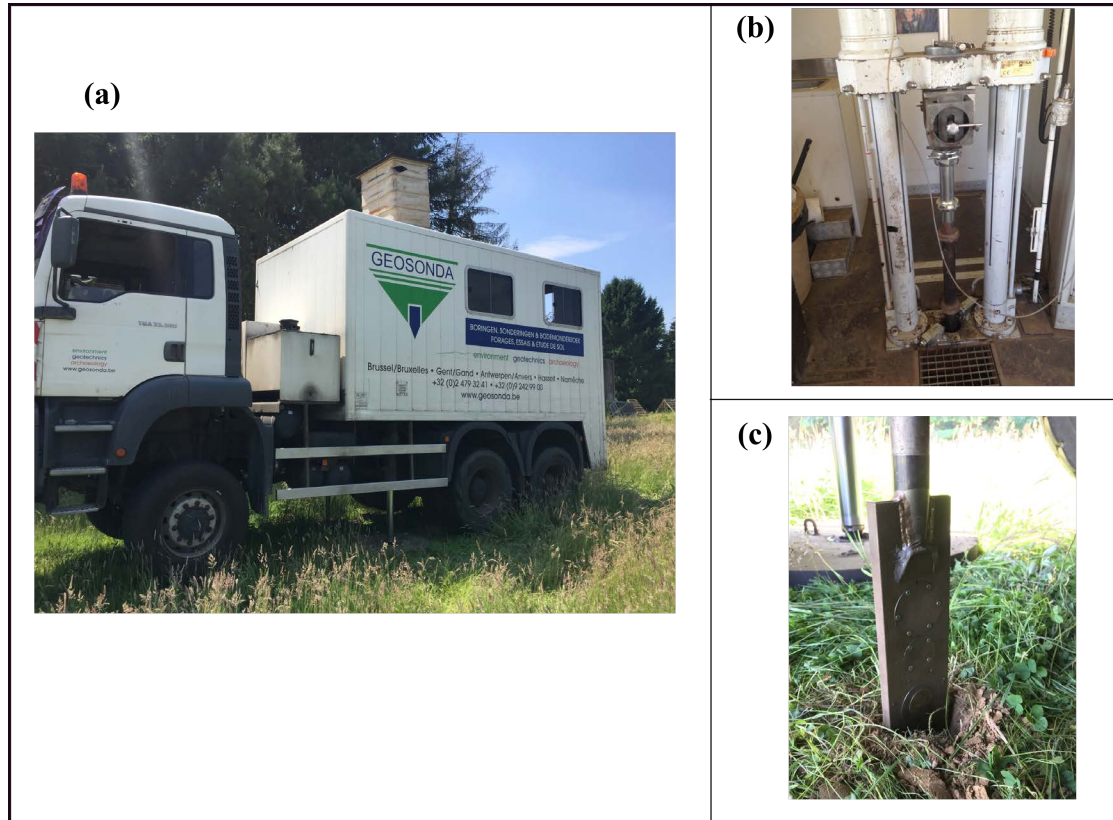 (a)
(b)
(c)
GEOSONDA
BORINGEN, SONDERINGEN & BODEMONDERZOEK
FORAGES, ESSAIS & ETUDE DE SOL
environment geotechnics archaeology
Brussel/Bruxelles • Gent/Gand • Antwerpen/Anvers • Hasselt • Namêche
+32 (0)2 479 32 41 • +32 (0)9 242 99 00
www.geosonda.be
environment
geotechnics
archaeology
www.geosonda.be